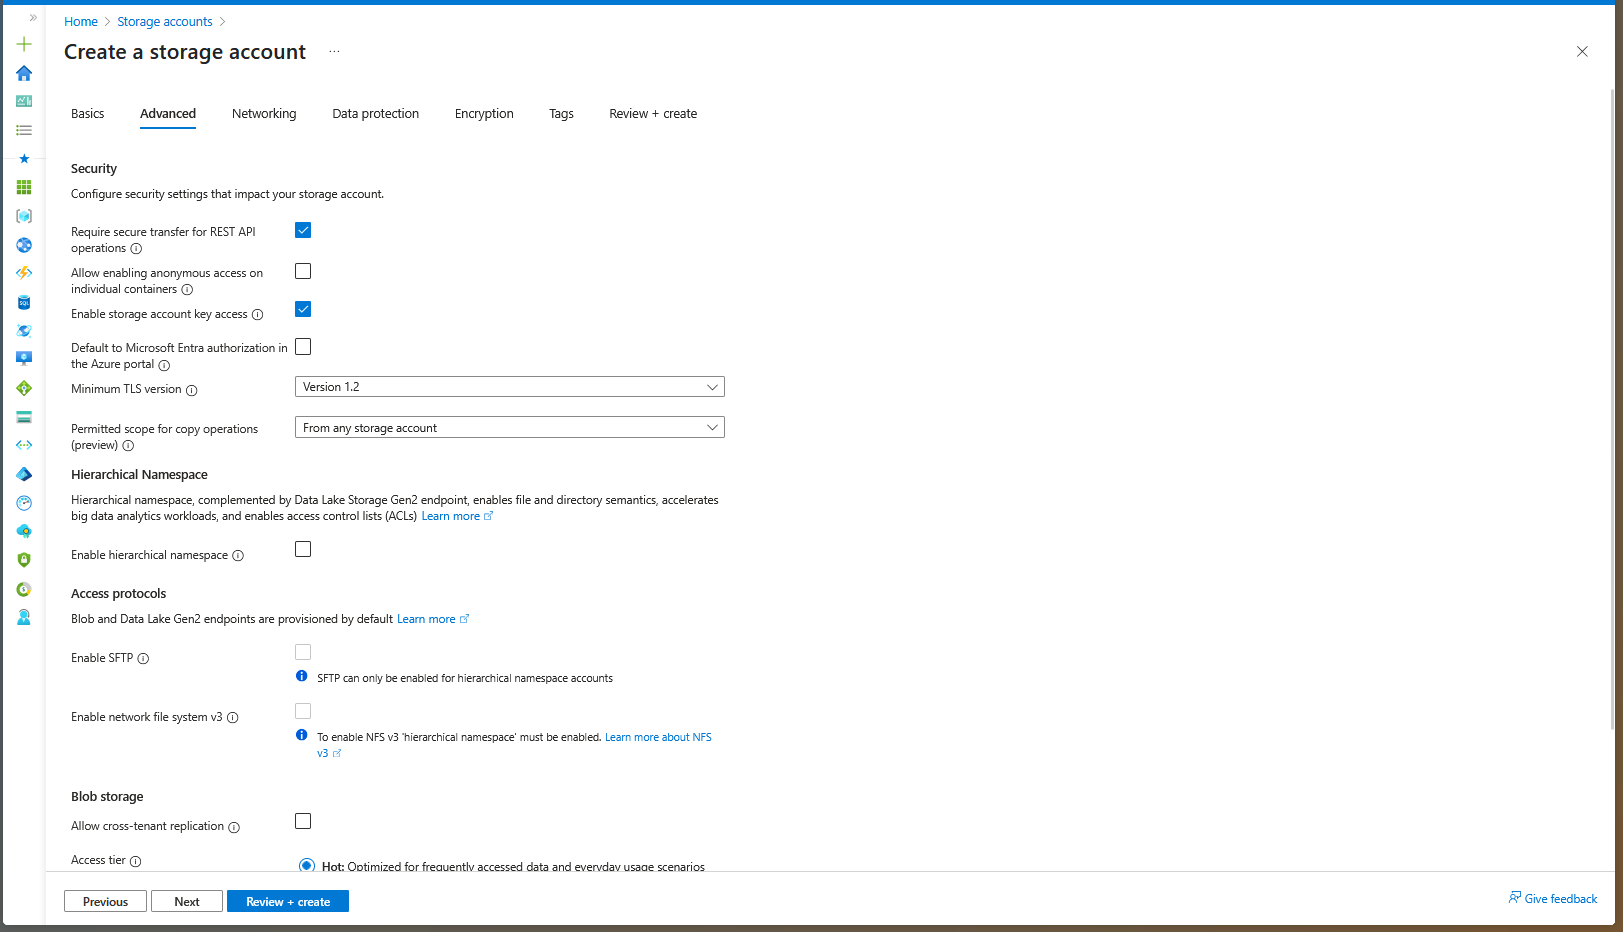 Home > Storage accounts >
Create a storage account ...
Basics Advanced Networking Data protection Encryption Tags Review + create
Security
Configure security settings that impact your storage account.
Require secure transfer for REST API
operations
Allow enabling anonymous access on
individual containers
Enable storage account key access
Default to Microsoft Entra authorization in
the Azure portal
Minimum TLS version
Version 1.2
Permitted scope for copy operations
(preview)
From any storage account
Hierarchical Namespace
Hierarchical namespace, complemented by Data Lake Storage Gen2 endpoint, enables file and directory semantics, accelerates
big data analytics workloads, and enables access control lists (ACLs) Learn more
Enable hierarchical namespace
Access protocols
Blob and Data Lake Gen2 endpoints are provisioned by default Learn more
Enable SFTP
SFTP can only be enabled for hierarchical namespace accounts
Enable network file system v3
To enable NFS v3 'hierarchical namespace' must be enabled. Learn more about NFS
v3
Blob storage
Allow cross-tenant replication
Access tier
Hot: Optimized for frequently accessed data and everyday usage scenarios
Previous Next Review + create
Give feedback